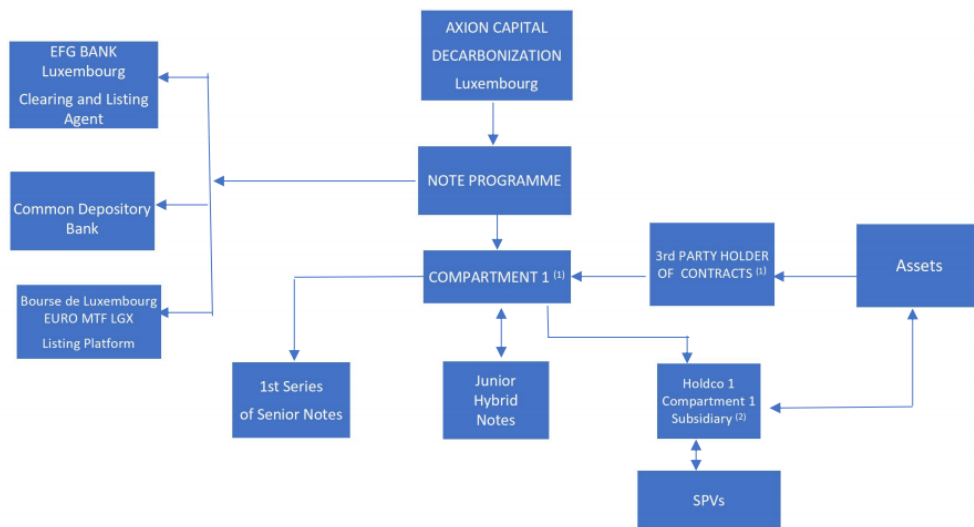 AXION CAPITAL
DECARBONIZATION
Luxembourg
EFG BANK
Luxembourg
Clearing and Listing
Agent
NOTE PROGRAMME
Common Depository
Bank
3rd PARTY HOLDER
OF CONTRACTS (1)
Assets
COMPARTMENT 1 (1)
Bourse de Luxembourg
EURO MTF LGX
Listing Platform
1st Series
of Senior Notes
Junior
Hybrid
Notes
Holdco 1
Compartment 1
Subsidiary (2)
SPVs